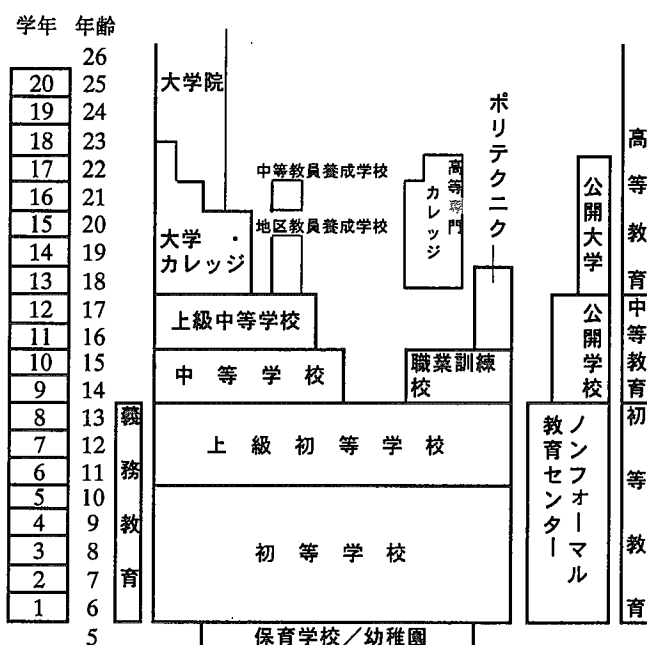 学年 年齢
26
20 25
19 24
18 23
17 22
16 21
15 20
14 19
13 18
12 17
11 16
10 15
9 14
8 13
7 12
6 11
5 10
4 9
3 8
2 7
1 6
5
義務教育
大学院
大学・
カレッジ
中等教員養成学校
地区教員養成学校
高等専門
カレッジ
ポリテクニク
上級中等学校
中等学校
職業訓練
校
上級初等学校
初等学校
保育学校／幼稚園
公開大学
公開学校
ノンフォーマル
教育センター
高等教育
中等教育
初等教育